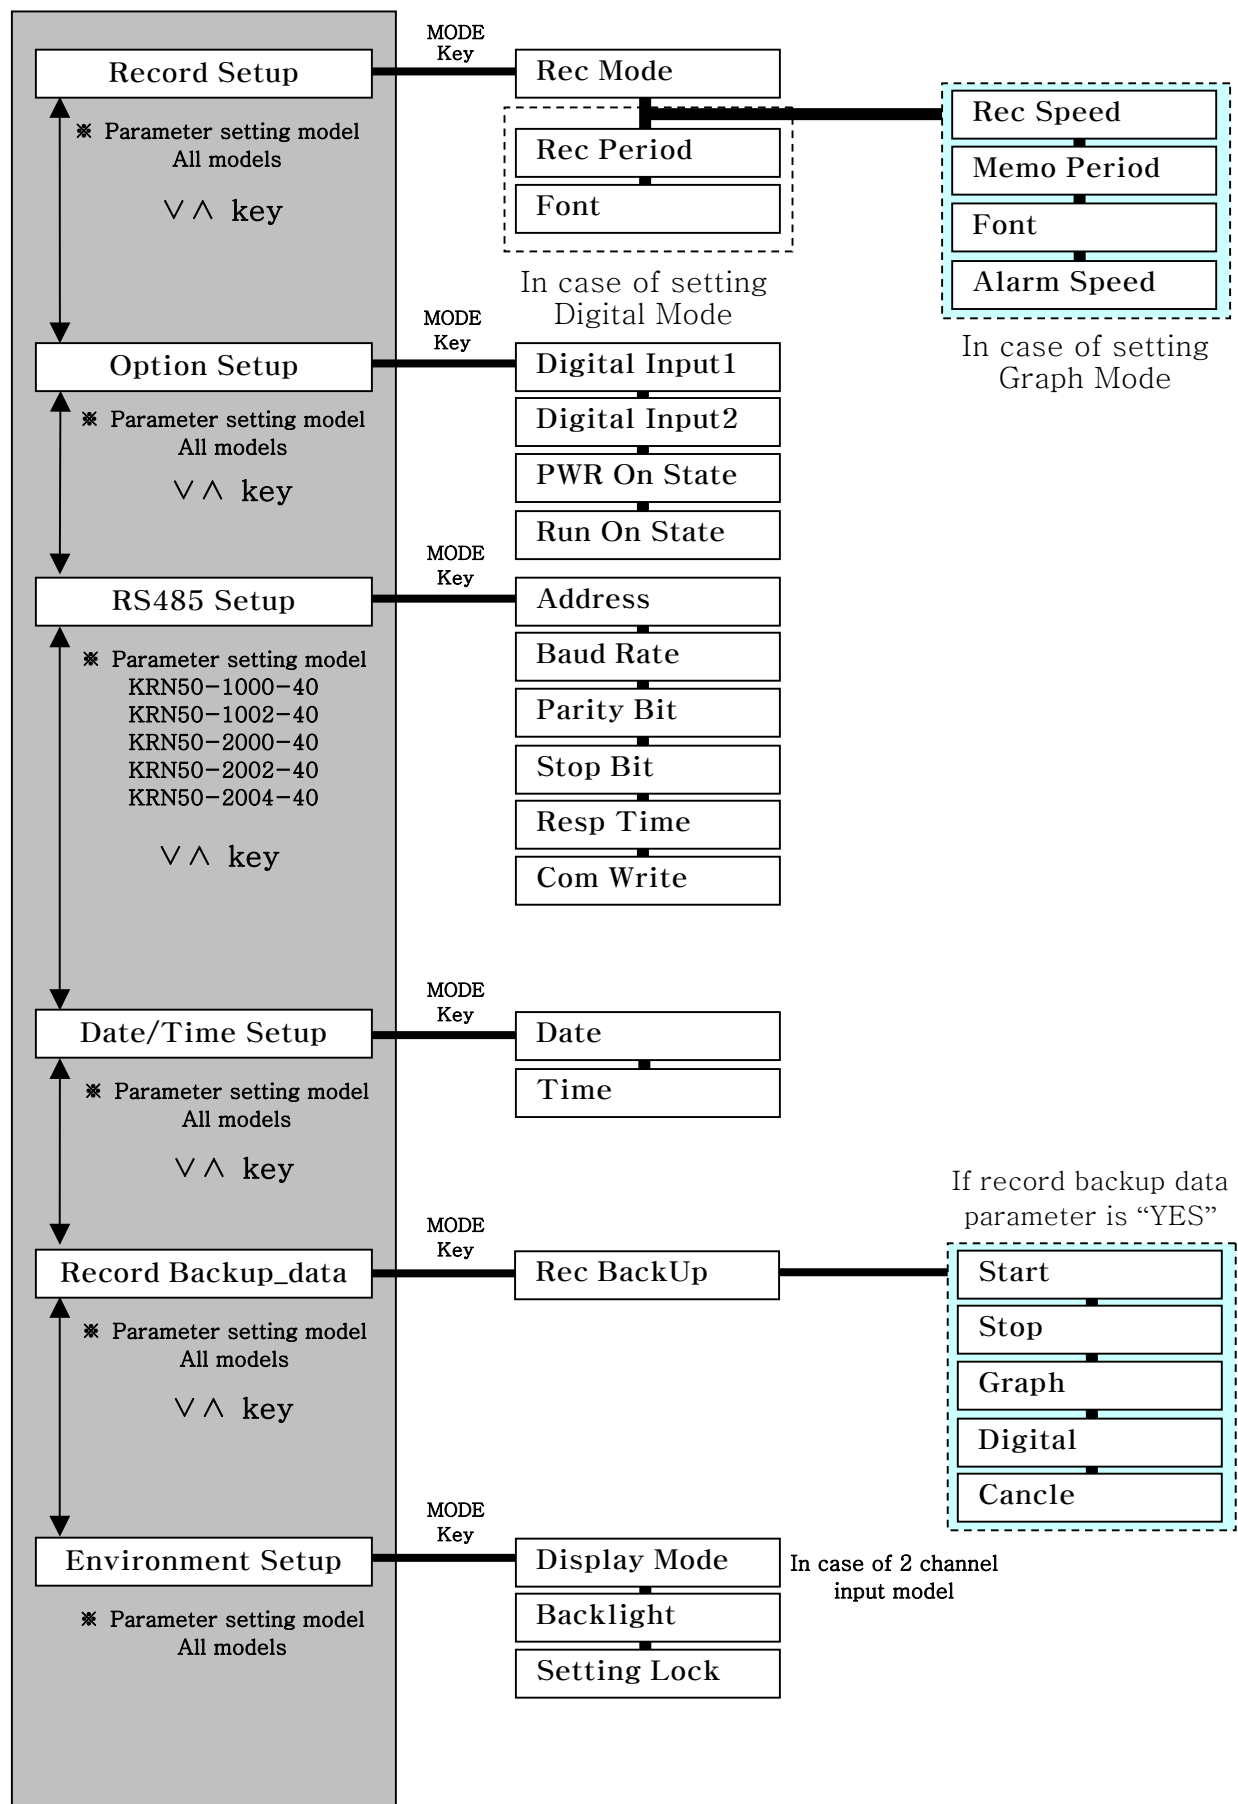 MODE
Key
Record Setup
Rec Mode
※ Parameter setting model
All models
∨∧ key
Rec Period
Font
In case of setting
Digital Mode
Rec Speed
Memo Period
Font
Alarm Speed
In case of setting
Graph Mode
MODE
Key
Option Setup
Digital Input1
※ Parameter setting model
All models
∨∧ key
Digital Input2
PWR On State
Run On State
MODE
Key
RS485 Setup
Address
※ Parameter setting model
KRN50-1000-40
KRN50-1002-40
KRN50-2000-40
KRN50-2002-40
KRN50-2004-40
∨∧ key
Baud Rate
Parity Bit
Stop Bit
Resp Time
Com Write
MODE
Key
Date/Time Setup
Date
Time
※ Parameter setting model
All models
∨∧ key
MODE
Key
Record Backup_data
Rec BackUp
If record backup data
parameter is “YES”
Start
Stop
Graph
Digital
Cancle
※ Parameter setting model
All models
∨∧ key
MODE
Key
Environment Setup
Display Mode
In case of 2 channel
input model
Backlight
Setting Lock
※ Parameter setting model
All models